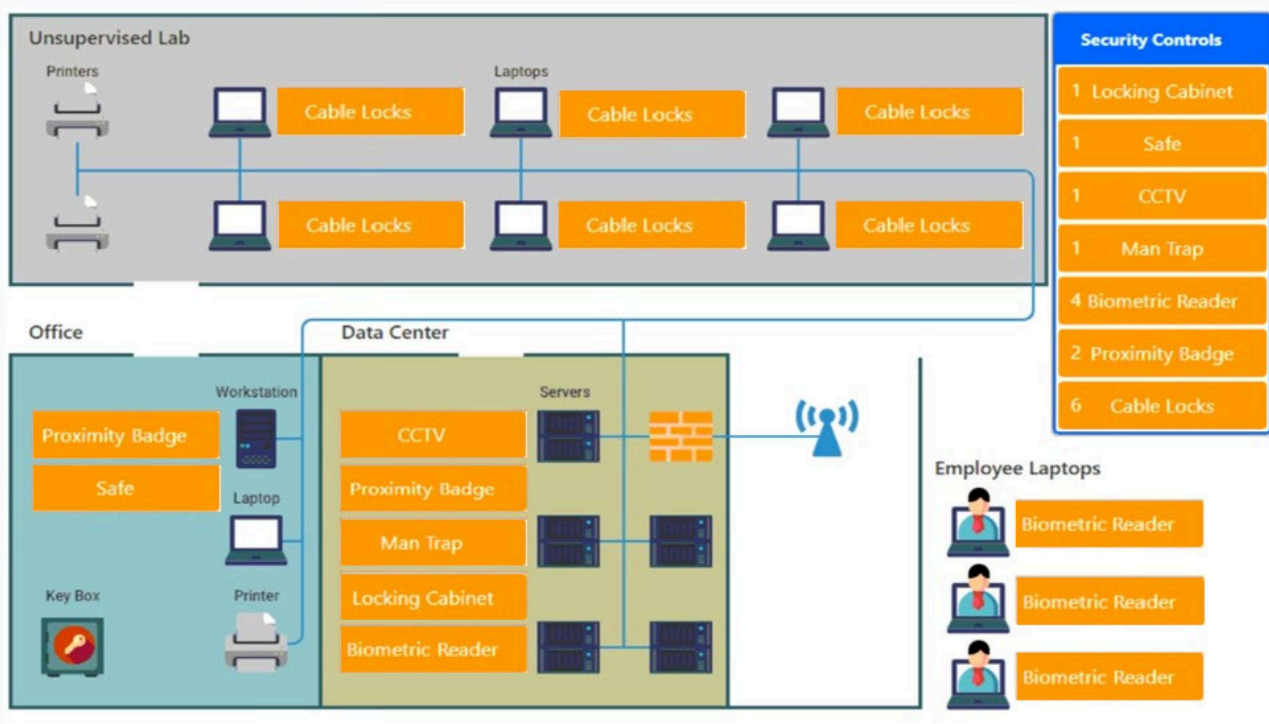 Unsupervised Lab
Printers
Laptops
Cable Locks
Cable Locks
Cable Locks
Cable Locks
Cable Locks
Cable Locks
Security Controls
1 Locking Cabinet
1 Safe
1 CCTV
1 Man Trap
4 Biometric Reader
2 Proximity Badge
6 Cable Locks
Office
Workstation
Proximity Badge
Safe
Laptop
Key Box
Printer
Data Center
Servers
CCTV
Proximity Badge
Man Trap
Locking Cabinet
Biometric Reader
Employee Laptops
Biometric Reader
Biometric Reader
Biometric Reader